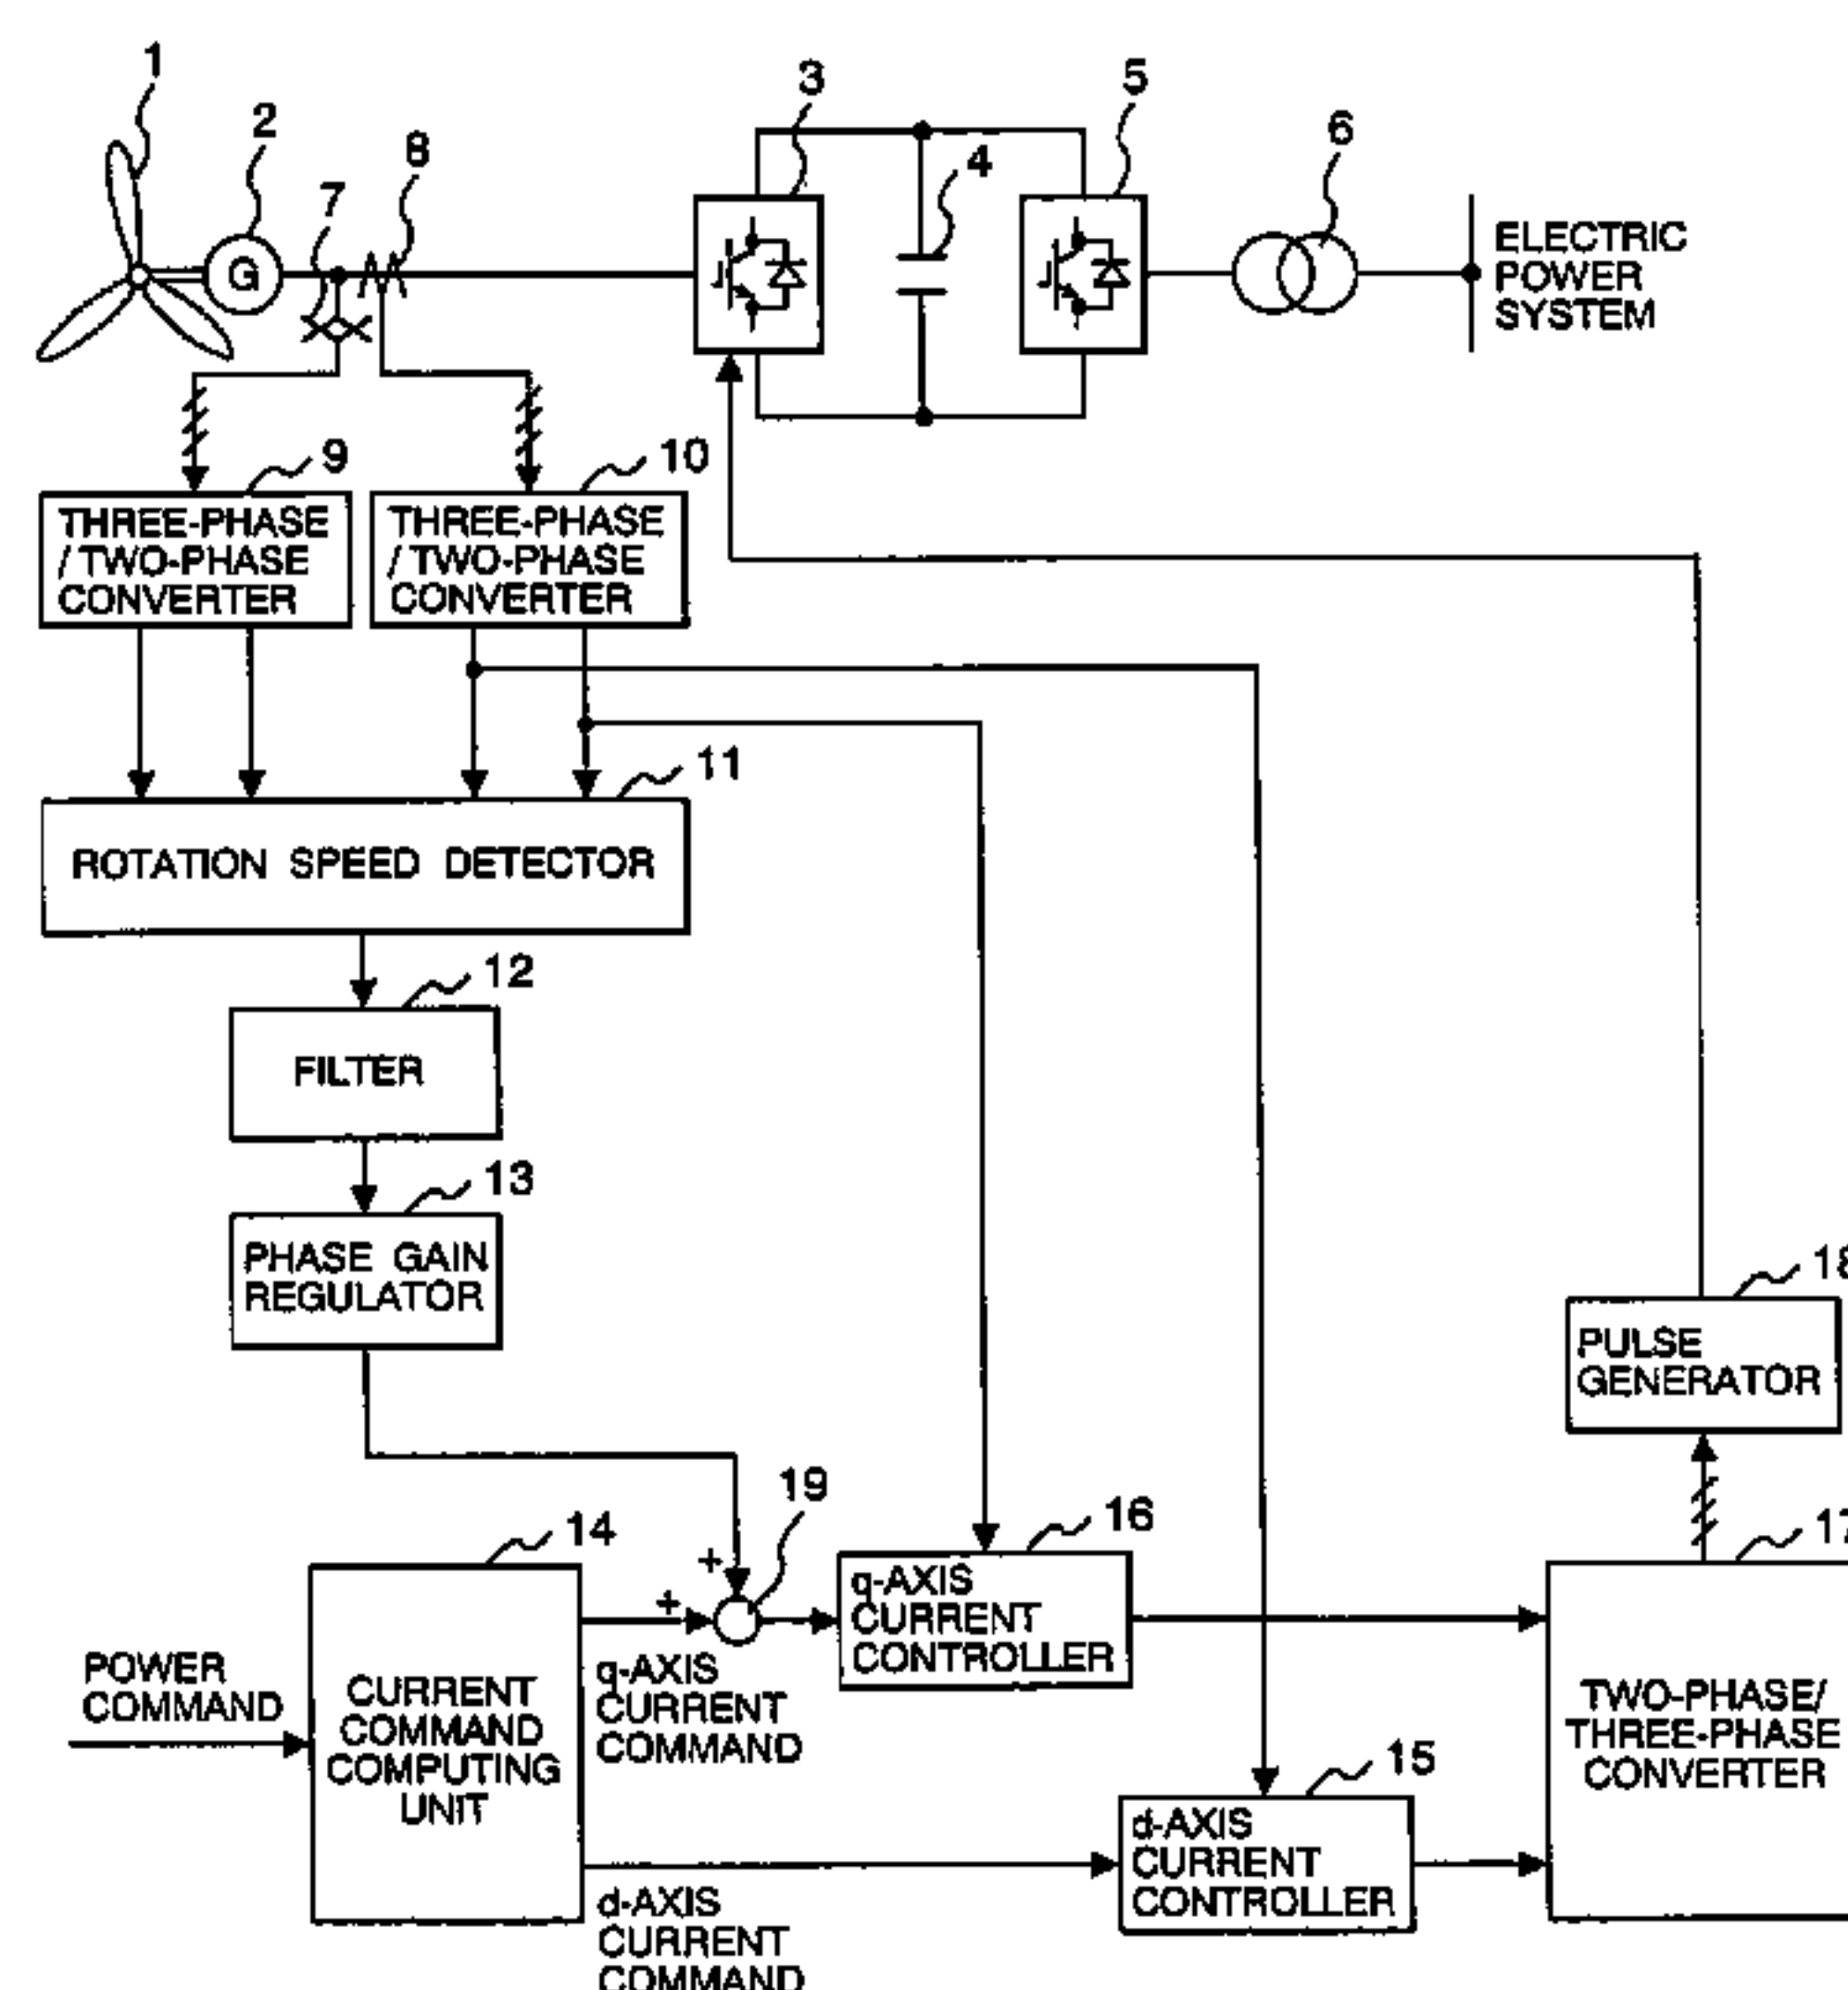 1
2
3
4
5
6
7
8
G
ELECTRIC
POWER
SYSTEM
9
10
THREE-PHASE
/TWO-PHASE
CONVERTER
THREE-PHASE
/TWO-PHASE
CONVERTER
11
ROTATION SPEED DETECTOR
12
FILTER
13
PHASE GAIN
REGULATOR
18
PULSE
GENERATOR
19
14
16
17
+
+
q-AXIS
CURRENT
CONTROLLER
POWER
COMMAND
CURRENT
COMMAND
COMPUTING
UNIT
q-AXIS
CURRENT
COMMAND
TWO-PHASE/
THREE-PHASE
CONVERTER
15
d-AXIS
CURRENT
CONTROLLER
d-AXIS
CURRENT
COMMAND